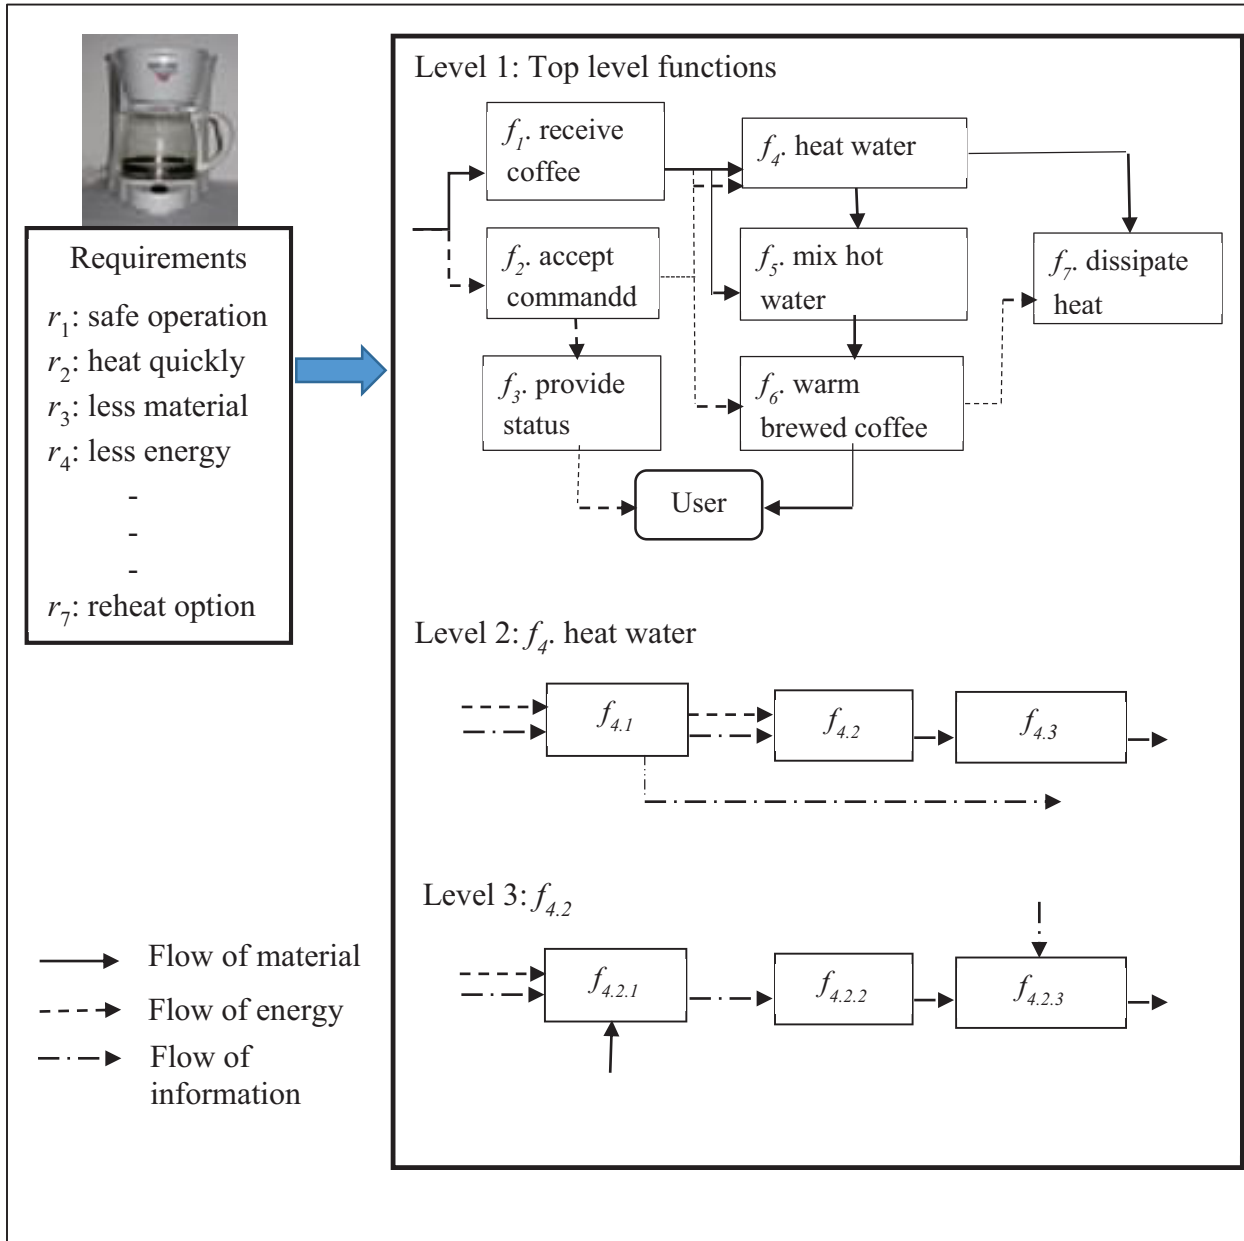 Requirements
r1: safe operation
r2: heat quickly
r3: less material
r4: less energy
-
-
-
r7: reheat option
Level 1: Top level functions
f1. receive
coffee
f2. accept
commandd
f3. provide
status
f4. heat water
f5. mix hot
water
f6. warm
brewed coffee
f7. dissipate
heat
User
Level 2: f4. heat water
f4.1
f4.2
f4.3
Level 3: f4.2
f4.2.1
f4.2.2
f4.2.3
Flow of material
Flow of energy
Flow of
information